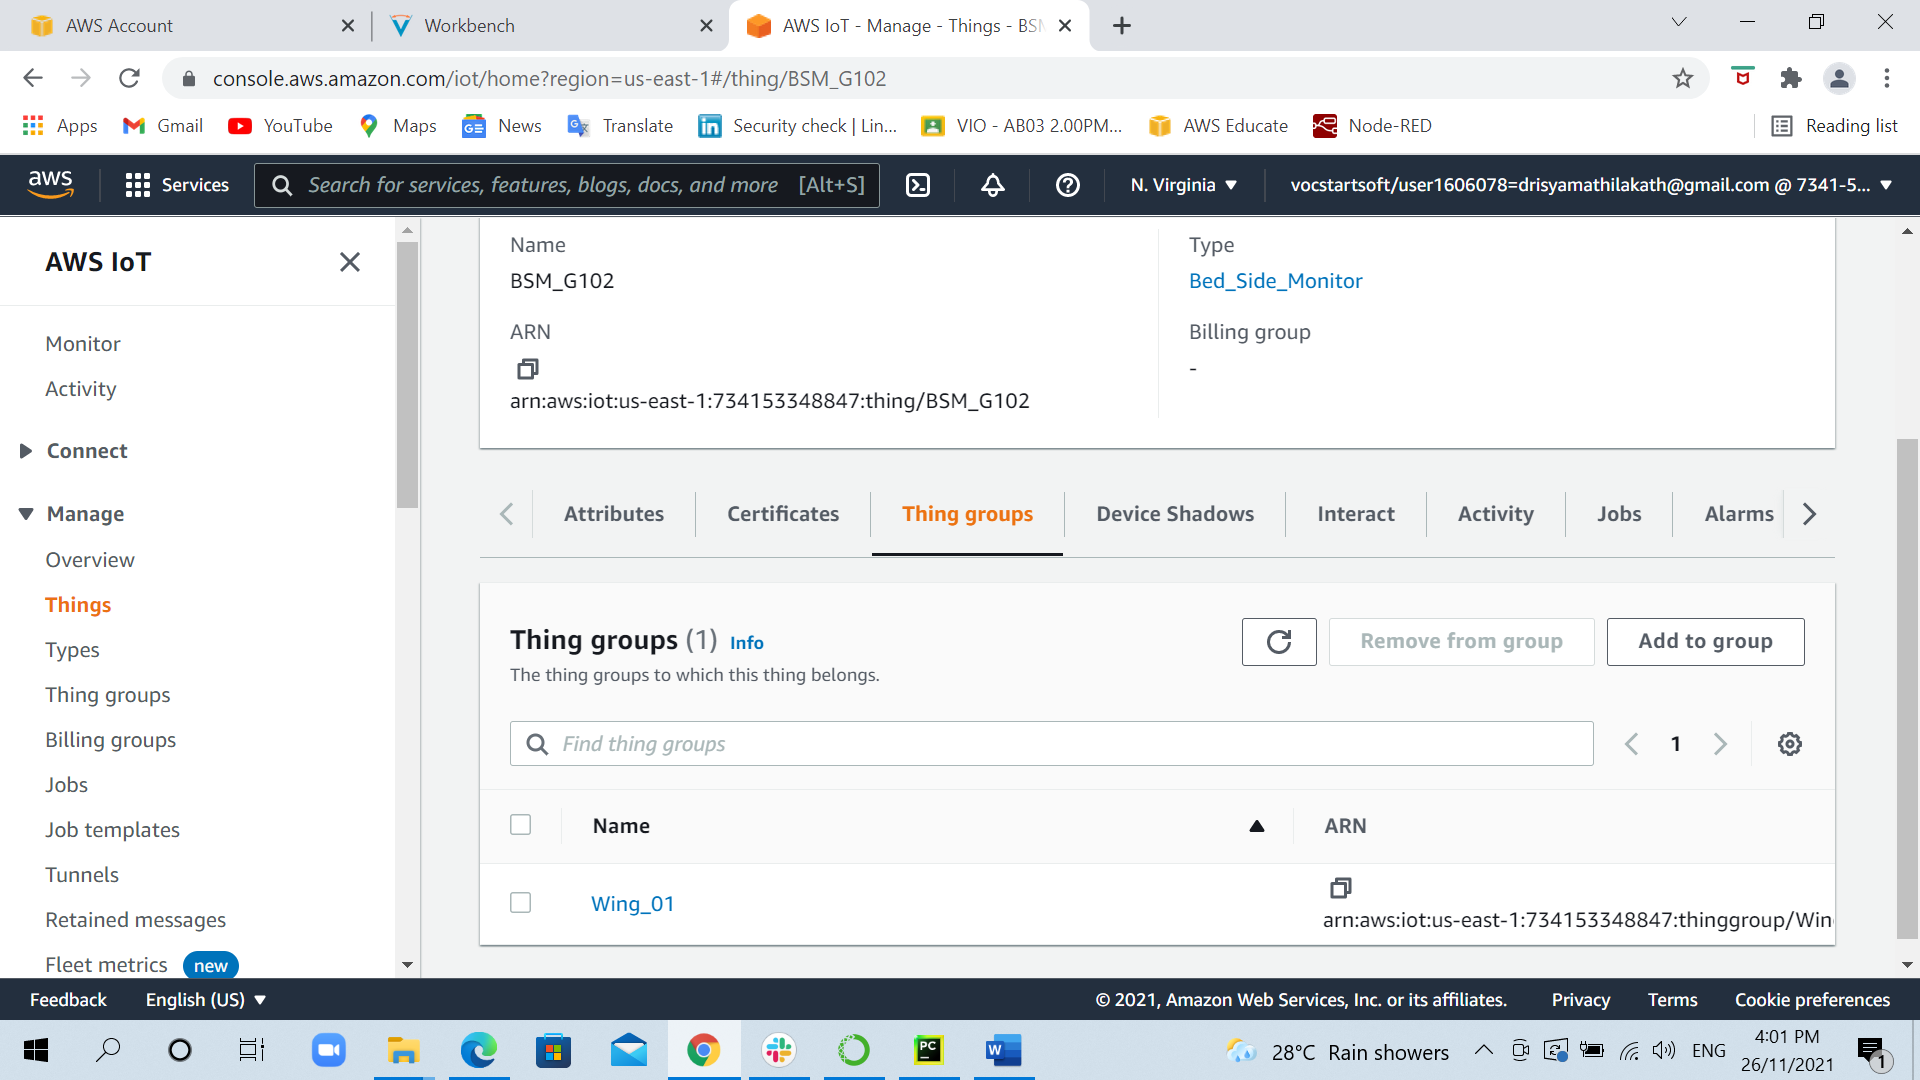 AWS Account
Workbench
AWS IoT - Manage - Things - BSM
console.aws.amazon.com/iot/home?region=us-east-1#/thing/BSM_G102
Apps
Gmail
YouTube
Maps
News
Translate
Security check | Lin...
VIO - AB03 2.00PM...
AWS Educate
Node-RED
Reading list
aws
Services
Search for services, features, blogs, docs, and more [Alt+S]
N. Virginia
vocstartsoft/user1606078=drisyamathilakath@gmail.com @ 7341-5...
AWS IoT
Monitor
Activity
Connect
Manage
Overview
Things
Types
Thing groups
Billing groups
Jobs
Job templates
Tunnels
Retained messages
Fleet metrics new
Name
BSM_G102
ARN
arn:aws:iot:us-east-1:734153348847:thing/BSM_G102
Type
Bed_Side_Monitor
Billing group
-
Attributes
Certificates
Thing groups
Device Shadows
Interact
Activity
Jobs
Alarms
Thing groups (1) Info
The thing groups to which this thing belongs.
Remove from group
Add to group
Find thing groups
1
Name
ARN
Wing_01
arn:aws:iot:us-east-1:734153348847:thinggroup/Win
Feedback
English (US)
© 2021, Amazon Web Services, Inc. or its affiliates.
Privacy
Terms
Cookie preferences
PC
W
28°C Rain showers
ENG
4:01 PM
26/11/2021
1